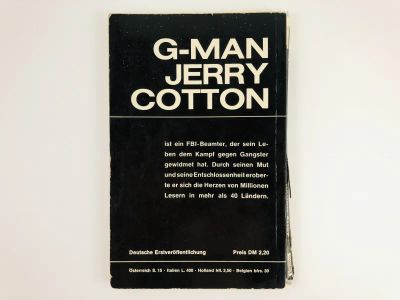 G-MAN
JERRY
COTTON
ist ein FBI-Beamter, der sein Le-
ben dem Kampf gegen Gangster
gewidmet hat. Durch seinen Mut
und seine Entschlossenheit erober-
te er sich die Herzen von Millionen
Lesern in mehr als 40 Ländern.
Deutsche Erstveröffentlichung Preis DM 2,20
Österreich S. 15 · Italien L. 400 · Holland hfl. 2,50 · Belgien bfrs. 30